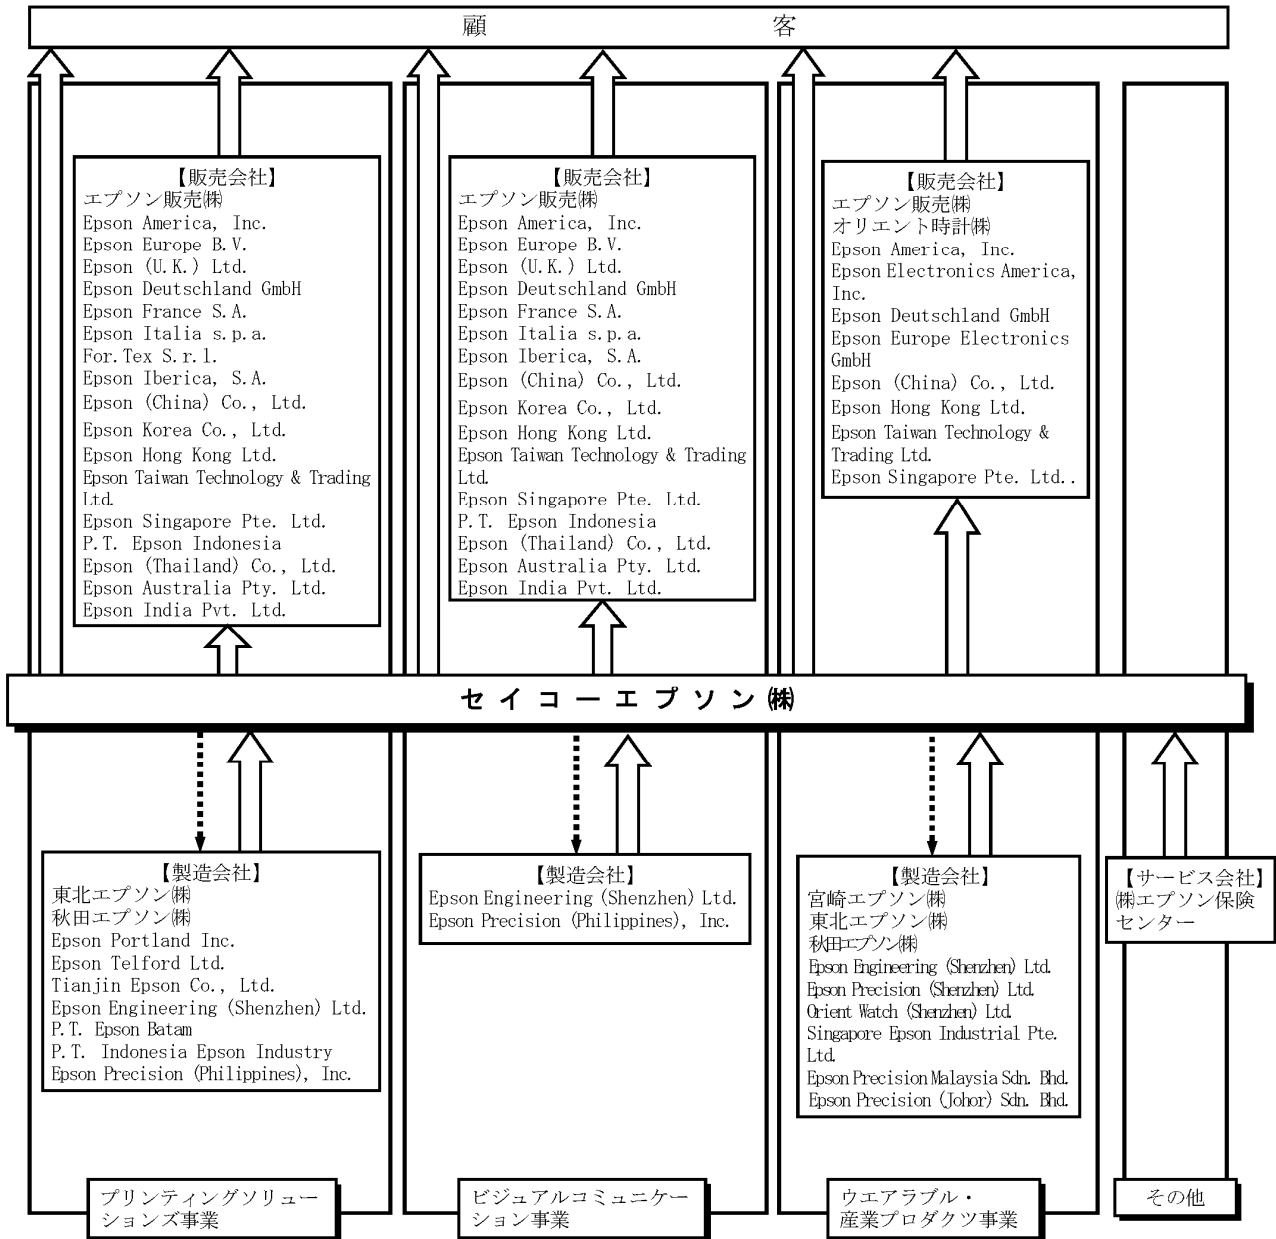 顧 客
【販売会社】
エプソン販売㈱
Epson America, Inc.
Epson Europe B.V.
Epson (U.K.) Ltd.
Epson Deutschland GmbH
Epson France S.A.
Epson Italia s.p.a.
For.Tex S.r.l.
Epson Iberica, S.A.
Epson (China) Co., Ltd.
Epson Korea Co., Ltd.
Epson Hong Kong Ltd.
Epson Taiwan Technology & Trading
Ltd.
Epson Singapore Pte. Ltd.
P.T. Epson Indonesia
Epson (Thailand) Co., Ltd.
Epson Australia Pty. Ltd.
Epson India Pvt. Ltd.
【販売会社】
エプソン販売㈱
Epson America, Inc.
Epson Europe B.V.
Epson (U.K.) Ltd.
Epson Deutschland GmbH
Epson France S.A.
Epson Italia s.p.a.
Epson Iberica, S.A.
Epson (China) Co., Ltd.
Epson Korea Co., Ltd.
Epson Hong Kong Ltd.
Epson Taiwan Technology & Trading
Ltd.
Epson Singapore Pte. Ltd.
P.T. Epson Indonesia
Epson (Thailand) Co., Ltd.
Epson Australia Pty. Ltd.
Epson India Pvt. Ltd.
【販売会社】
エプソン販売㈱
オリエント時計㈱
Epson America, Inc.
Epson Electronics America,
Inc.
Epson Deutschland GmbH
Epson Europe Electronics
GmbH
Epson (China) Co., Ltd.
Epson Hong Kong Ltd.
Epson Taiwan Technology &
Trading Ltd.
Epson Singapore Pte. Ltd..
セイコーエプソン㈱
【製造会社】
東北エプソン㈱
秋田エプソン㈱
Epson Portland Inc.
Epson Telford Ltd.
Tianjin Epson Co., Ltd.
Epson Engineering (Shenzhen) Ltd.
P.T. Epson Batam
P.T. Indonesia Epson Industry
Epson Precision (Philippines), Inc.
【製造会社】
Epson Engineering (Shenzhen) Ltd.
Epson Precision (Philippines), Inc.
【製造会社】
宮崎エプソン㈱
東北エプソン㈱
秋田エプソン㈱
Epson Engineering (Shenzhen) Ltd.
Epson Precision (Shenzhen) Ltd.
Orient Watch (Shenzhen) Ltd.
Singapore Epson Industrial Pte.
Ltd.
Epson Precision Malaysia Sdn. Bhd.
Epson Precision (Johor) Sdn. Bhd.
【サービス会社】
㈱エプソン保険
センター
プリンティングソリュー
ションズ事業
ビジュアルコミュニケー
ション事業
ウエアラブル・
産業プロダクツ事業
その他